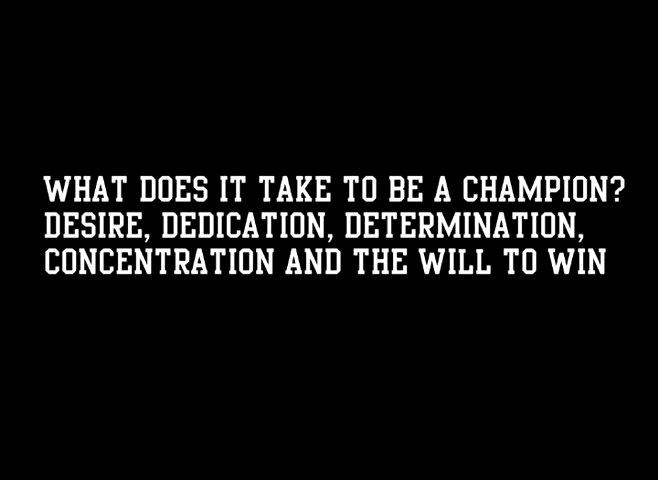 WHAT DOES IT TAKE TO BE A CHAMPION?
DESIRE, DEDICATION, DETERMINATION,
CONCENTRATION AND THE WILL TO WIN